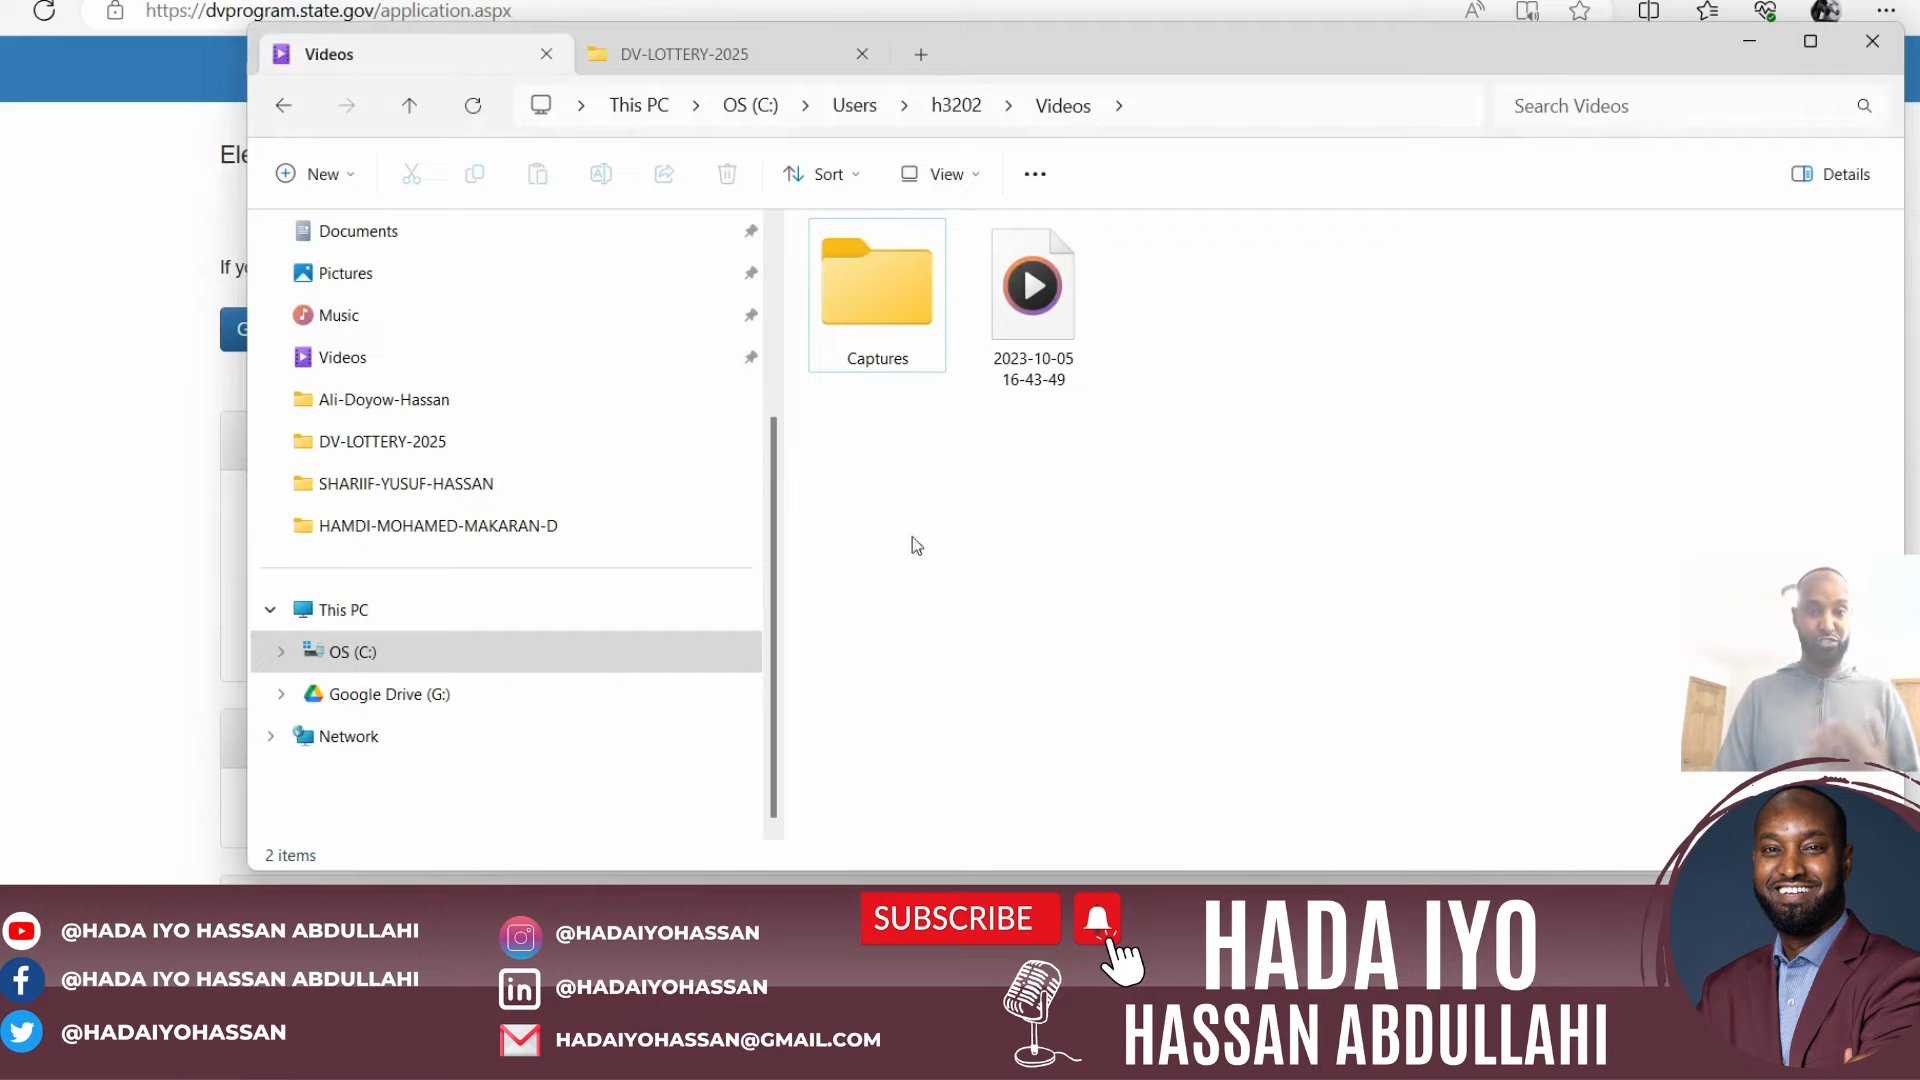 https://dvprogram.state.gov/application.aspx
Videos
DV-LOTTERY-2025
This PC
OS (C:)
Users
h3202
Videos
Search Videos
Ele
New
Sort
View
Details
If yo
G
Documents
Pictures
Music
Videos
Ali-Doyow-Hassan
DV-LOTTERY-2025
SHARIIF-YUSUF-HASSAN
HAMDI-MOHAMED-MAKARAN-D
This PC
OS (C:)
Google Drive (G:)
Network
Captures
2023-10-05
16-43-49
2 items
@HADA IYO HASSAN ABDULLAHI
@HADA IYO HASSAN ABDULLAHI
@HADAIYOHASSAN
@HADAIYOHASSAN
@HADAIYOHASSAN
HADAIYOHASSAN@GMAIL.COM
SUBSCRIBE
HADA IYO
HASSAN ABDULLAHI